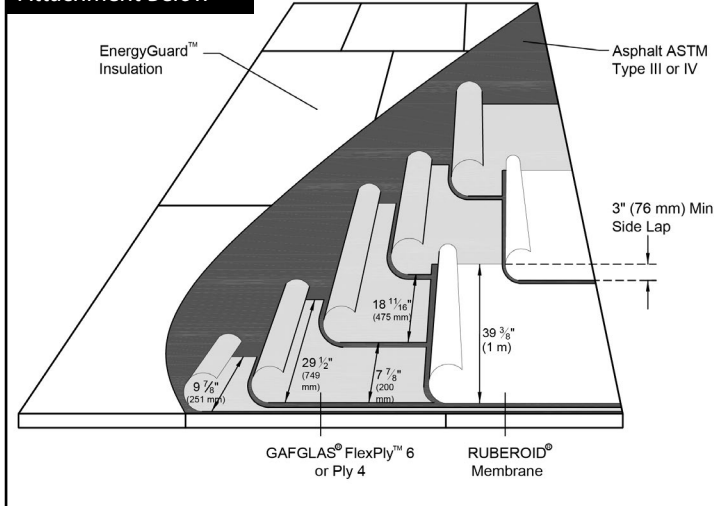 EnergyGuard™
Insulation
Asphalt ASTM
Type III or IV
3" (76 mm) Min
Side Lap
18 11/16"
(475 mm)
39 3/8"
(1 m)
29 1/2"
(749
mm)
7 7/8"
(200
mm)
9 7/8"
(251 mm)
GAFGLAS® FlexPly™ 6
or Ply 4
RUBEROID®
Membrane